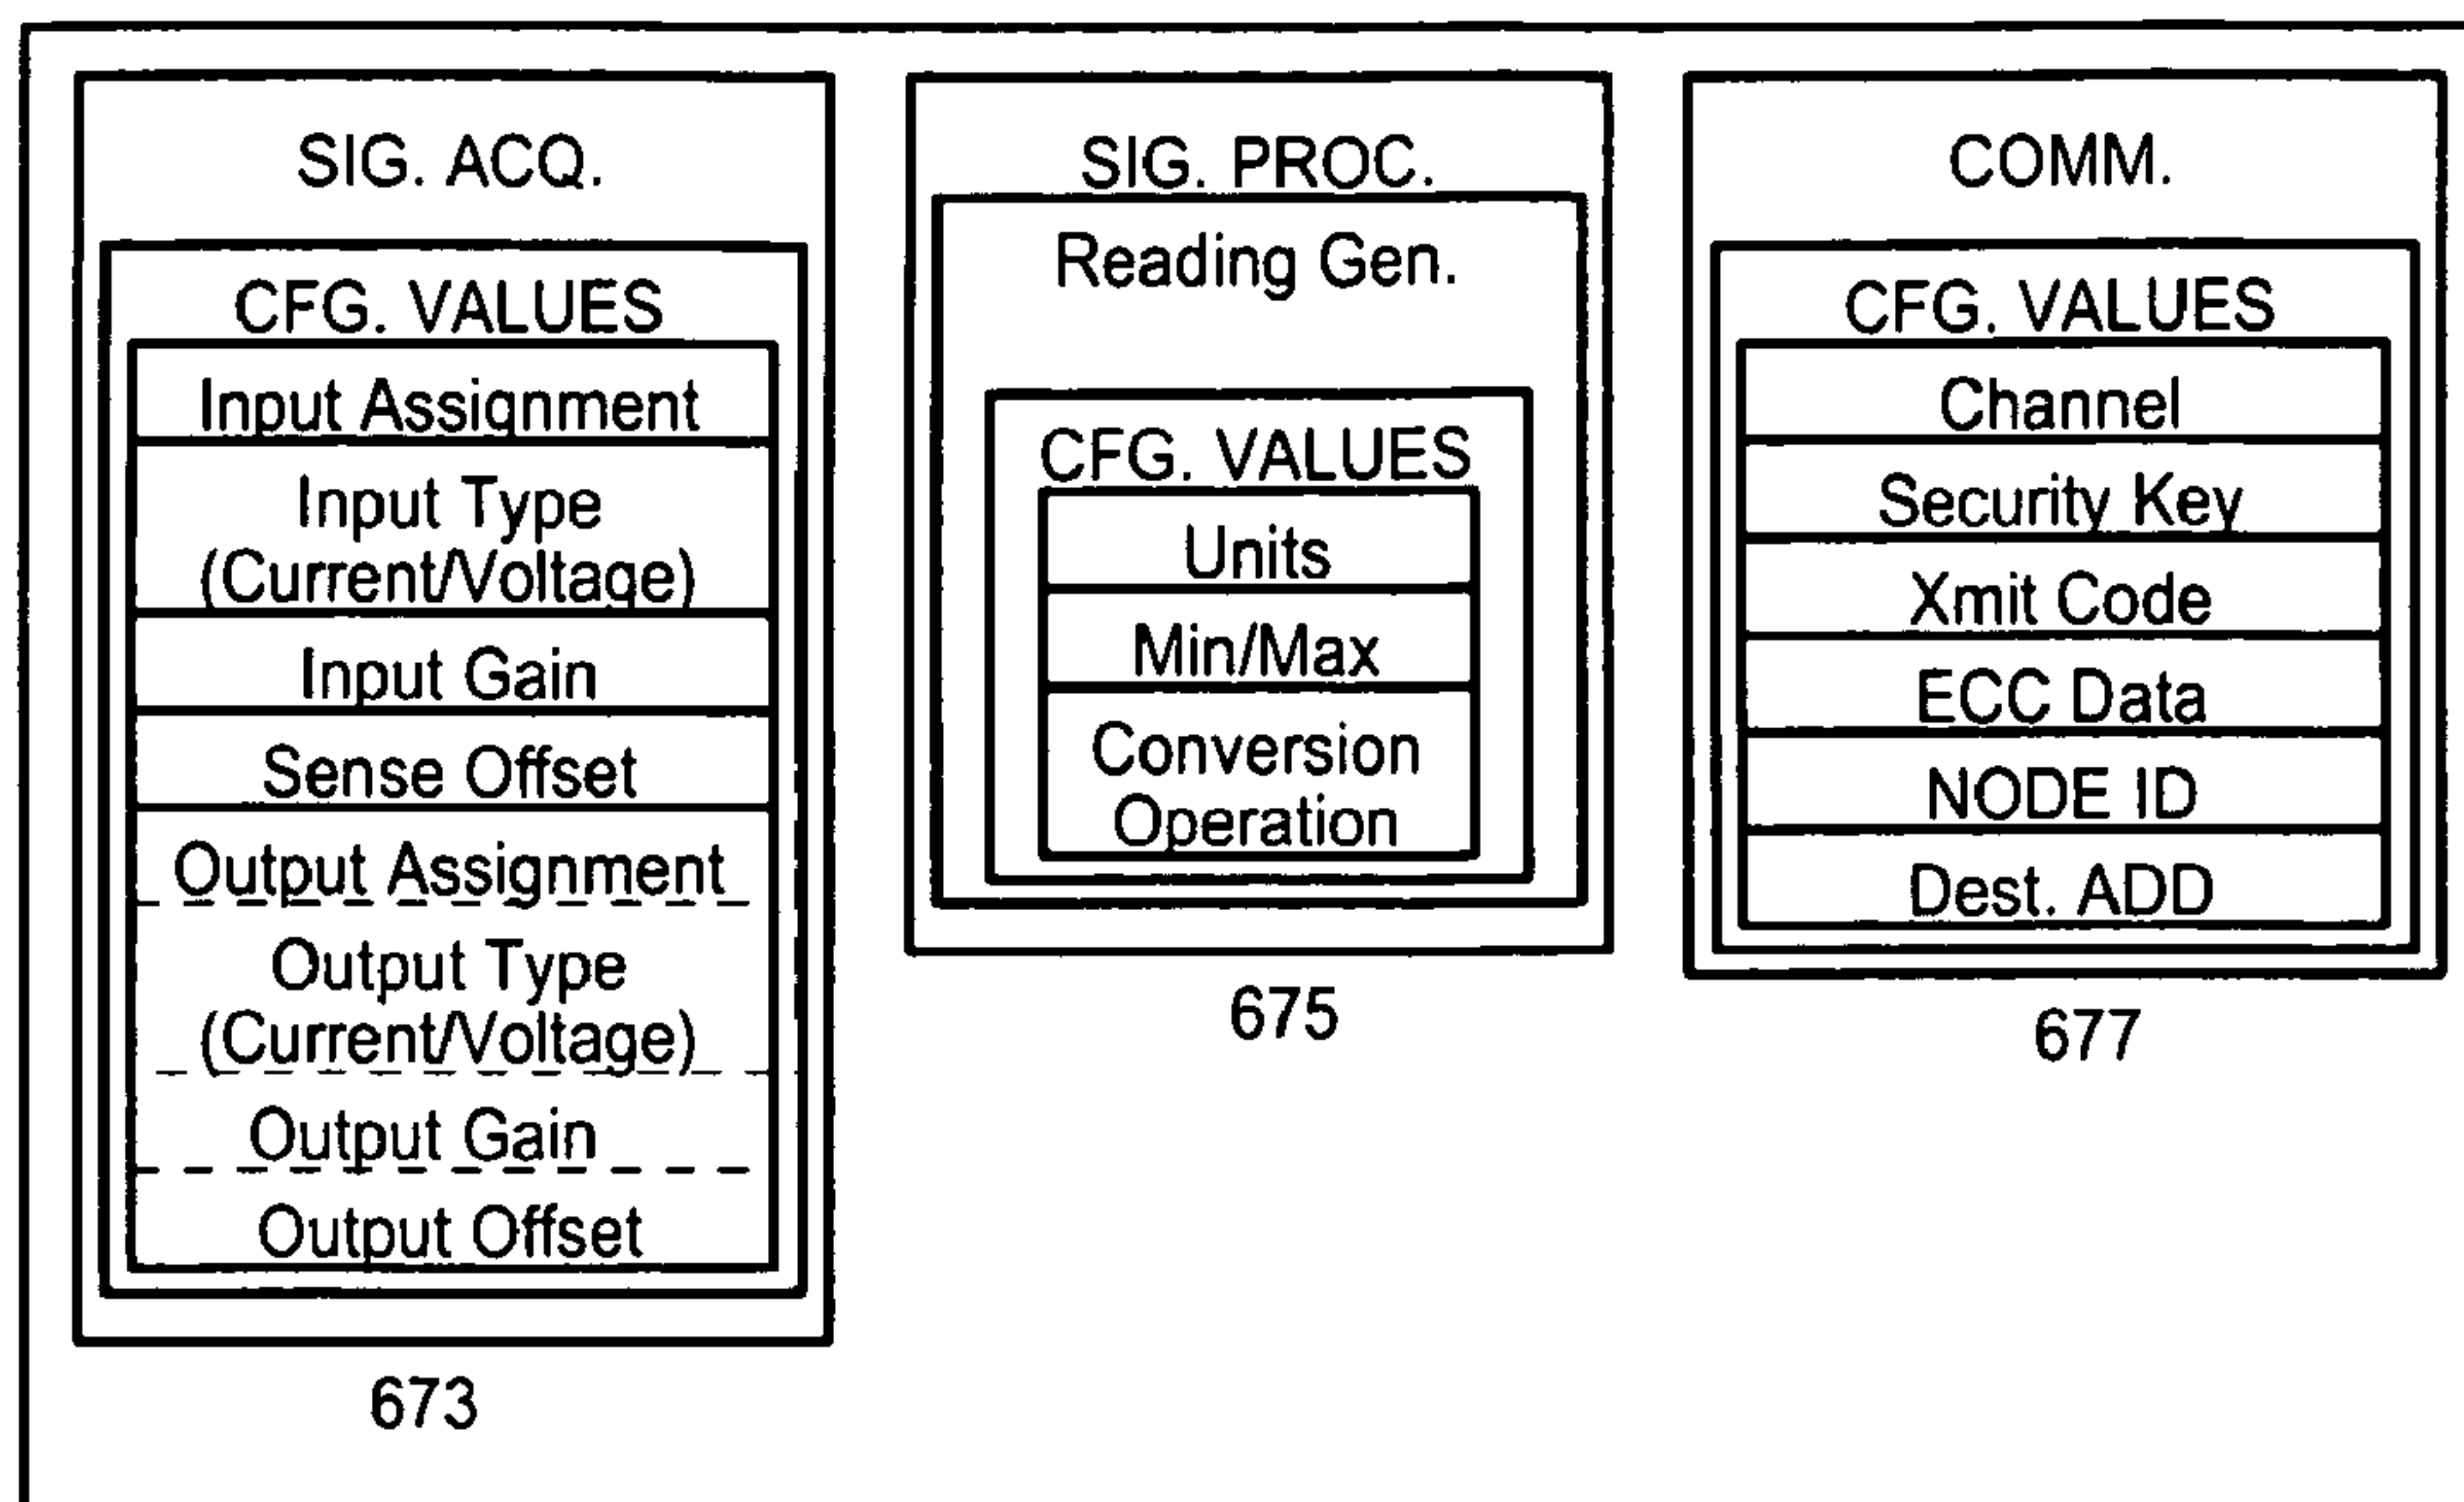 SIG. ACQ.
CFG. VALUES
Input Assignment
Input Type
(Current/Voltage)
Input Gain
Sense Offset
Output Assignment
Output Type
(Current/Voltage)
Output Gain
Output Offset
673
SIG. PROC.
Reading Gen.
CFG. VALUES
Units
Min/Max
Conversion
Operation
675
COMM.
CFG. VALUES
Channel
Security Key
Xmit Code
ECC Data
NODE ID
Dest. ADD
677